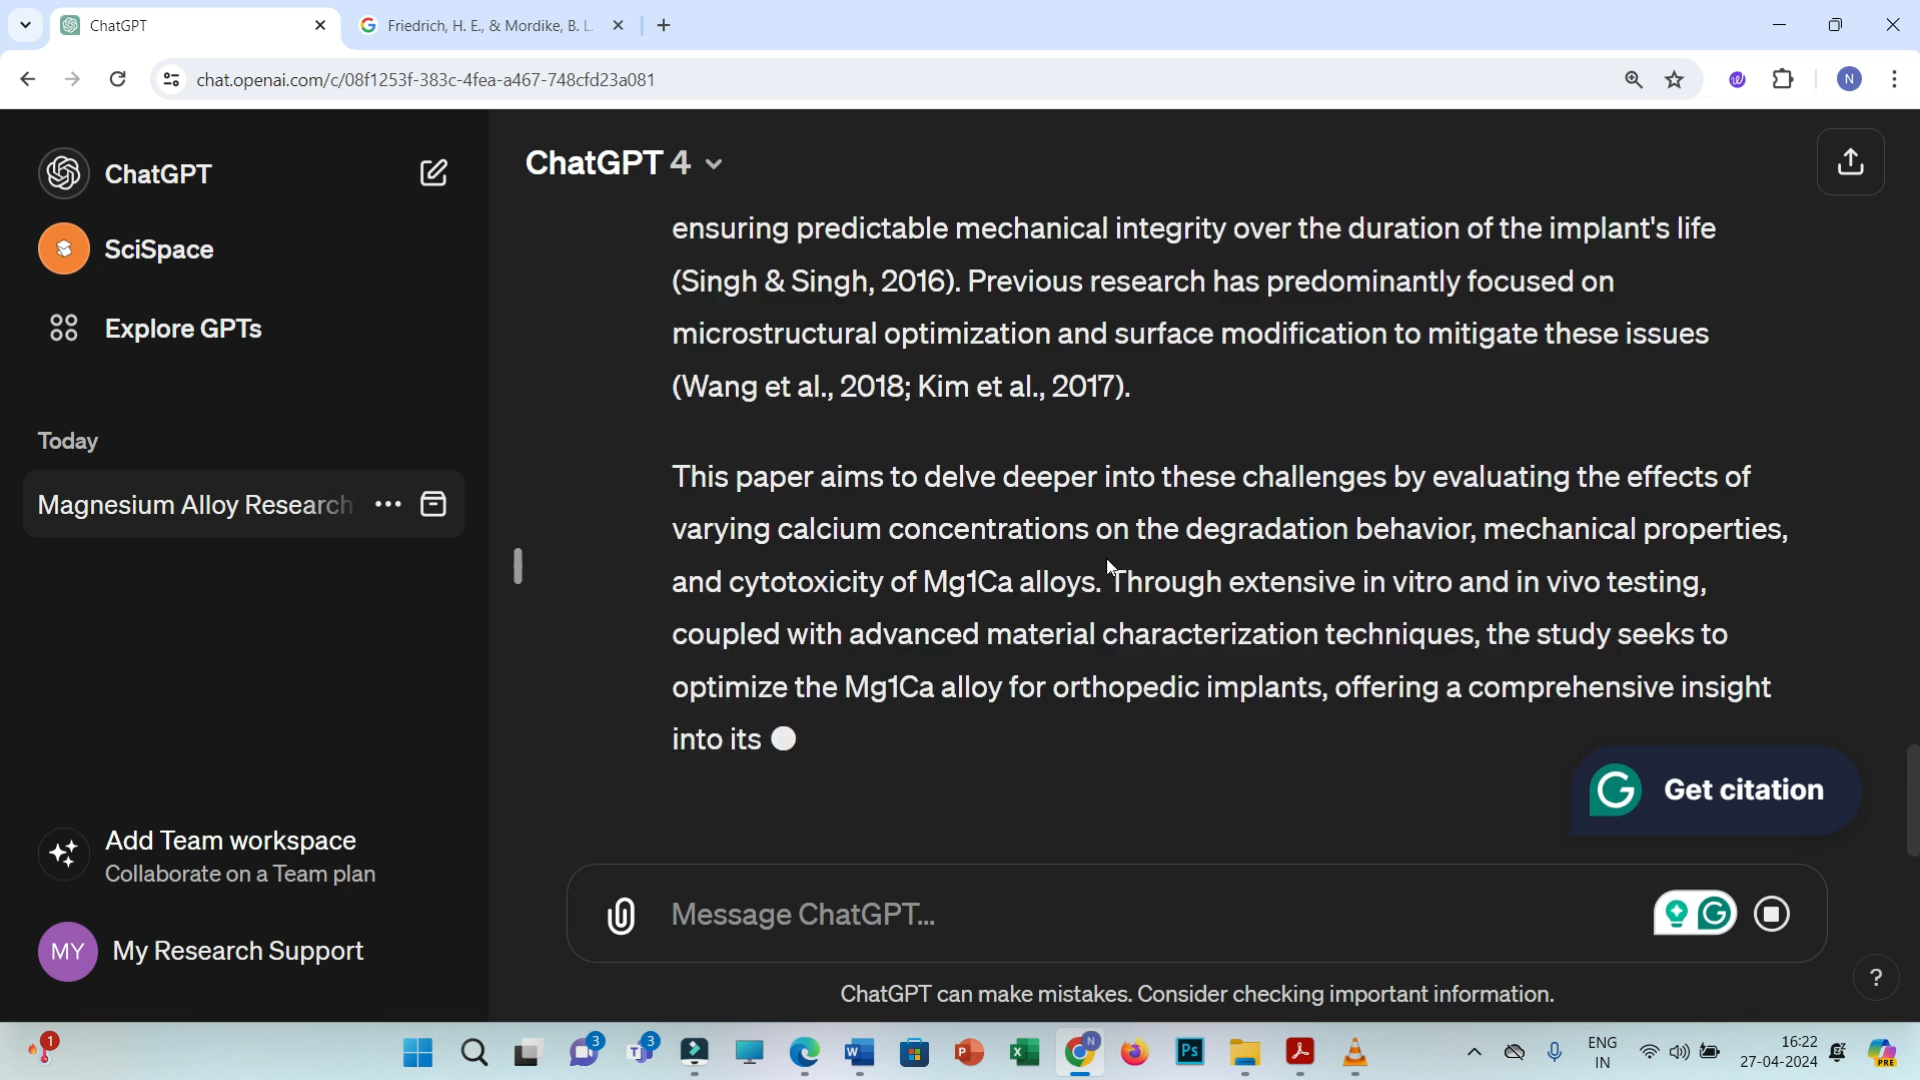 ChatGPT
Friedrich, H. E., & Mordike, B. L.
chat.openai.com/c/08f1253f-383c-4fea-a467-748cfd23a081
N
ChatGPT
SciSpace
Explore GPTs
Today
Magnesium Alloy Research
Add Team workspace
Collaborate on a Team plan
MY
My Research Support
ChatGPT 4
ensuring predictable mechanical integrity over the duration of the implant's life
(Singh & Singh, 2016). Previous research has predominantly focused on
microstructural optimization and surface modification to mitigate these issues
(Wang et al., 2018; Kim et al., 2017).
This paper aims to delve deeper into these challenges by evaluating the effects of
varying calcium concentrations on the degradation behavior, mechanical properties,
and cytotoxicity of Mg1Ca alloys. Through extensive in vitro and in vivo testing,
coupled with advanced material characterization techniques, the study seeks to
optimize the Mg1Ca alloy for orthopedic implants, offering a comprehensive insight
into its
Get citation
Message ChatGPT...
?
ChatGPT can make mistakes. Consider checking important information.
1
3
3
W
P
X
N
Ps
ENG
IN
16:22
27-04-2024
PRE